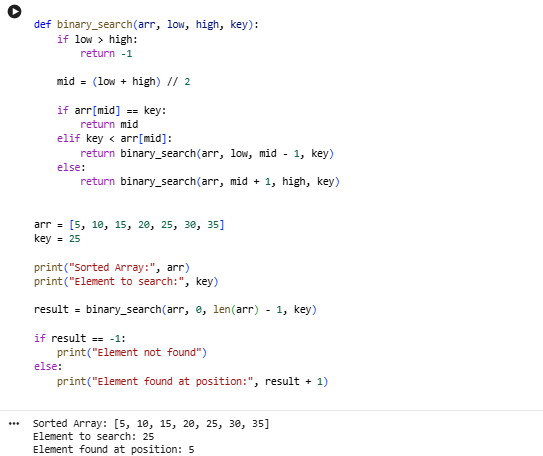 def binary_search(arr, low, high, key):
    if low > high:
        return -1

    mid = (low + high) // 2

    if arr[mid] == key:
        return mid
    elif key < arr[mid]:
        return binary_search(arr, low, mid - 1, key)
    else:
        return binary_search(arr, mid + 1, high, key)


arr = [5, 10, 15, 20, 25, 30, 35]
key = 25

print("Sorted Array:", arr)
print("Element to search:", key)

result = binary_search(arr, 0, len(arr) - 1, key)

if result == -1:
    print("Element not found")
else:
    print("Element found at position:", result + 1)

Sorted Array: [5, 10, 15, 20, 25, 30, 35]
Element to search: 25
Element found at position: 5